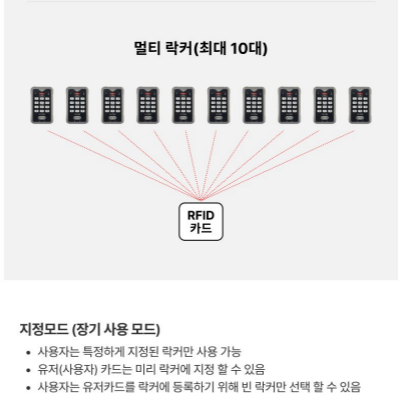 멀티 락커(최대 10대)
RFID
카드
지정모드 (장기 사용 모드)
• 사용자는 특정하게 지정된 락커만 사용 가능
• 유저(사용자) 카드는 미리 락커에 지정 할 수 있음
• 사용자는 유저카드를 락커에 등록하기 위해 빈 락커만 선택 할 수 있음